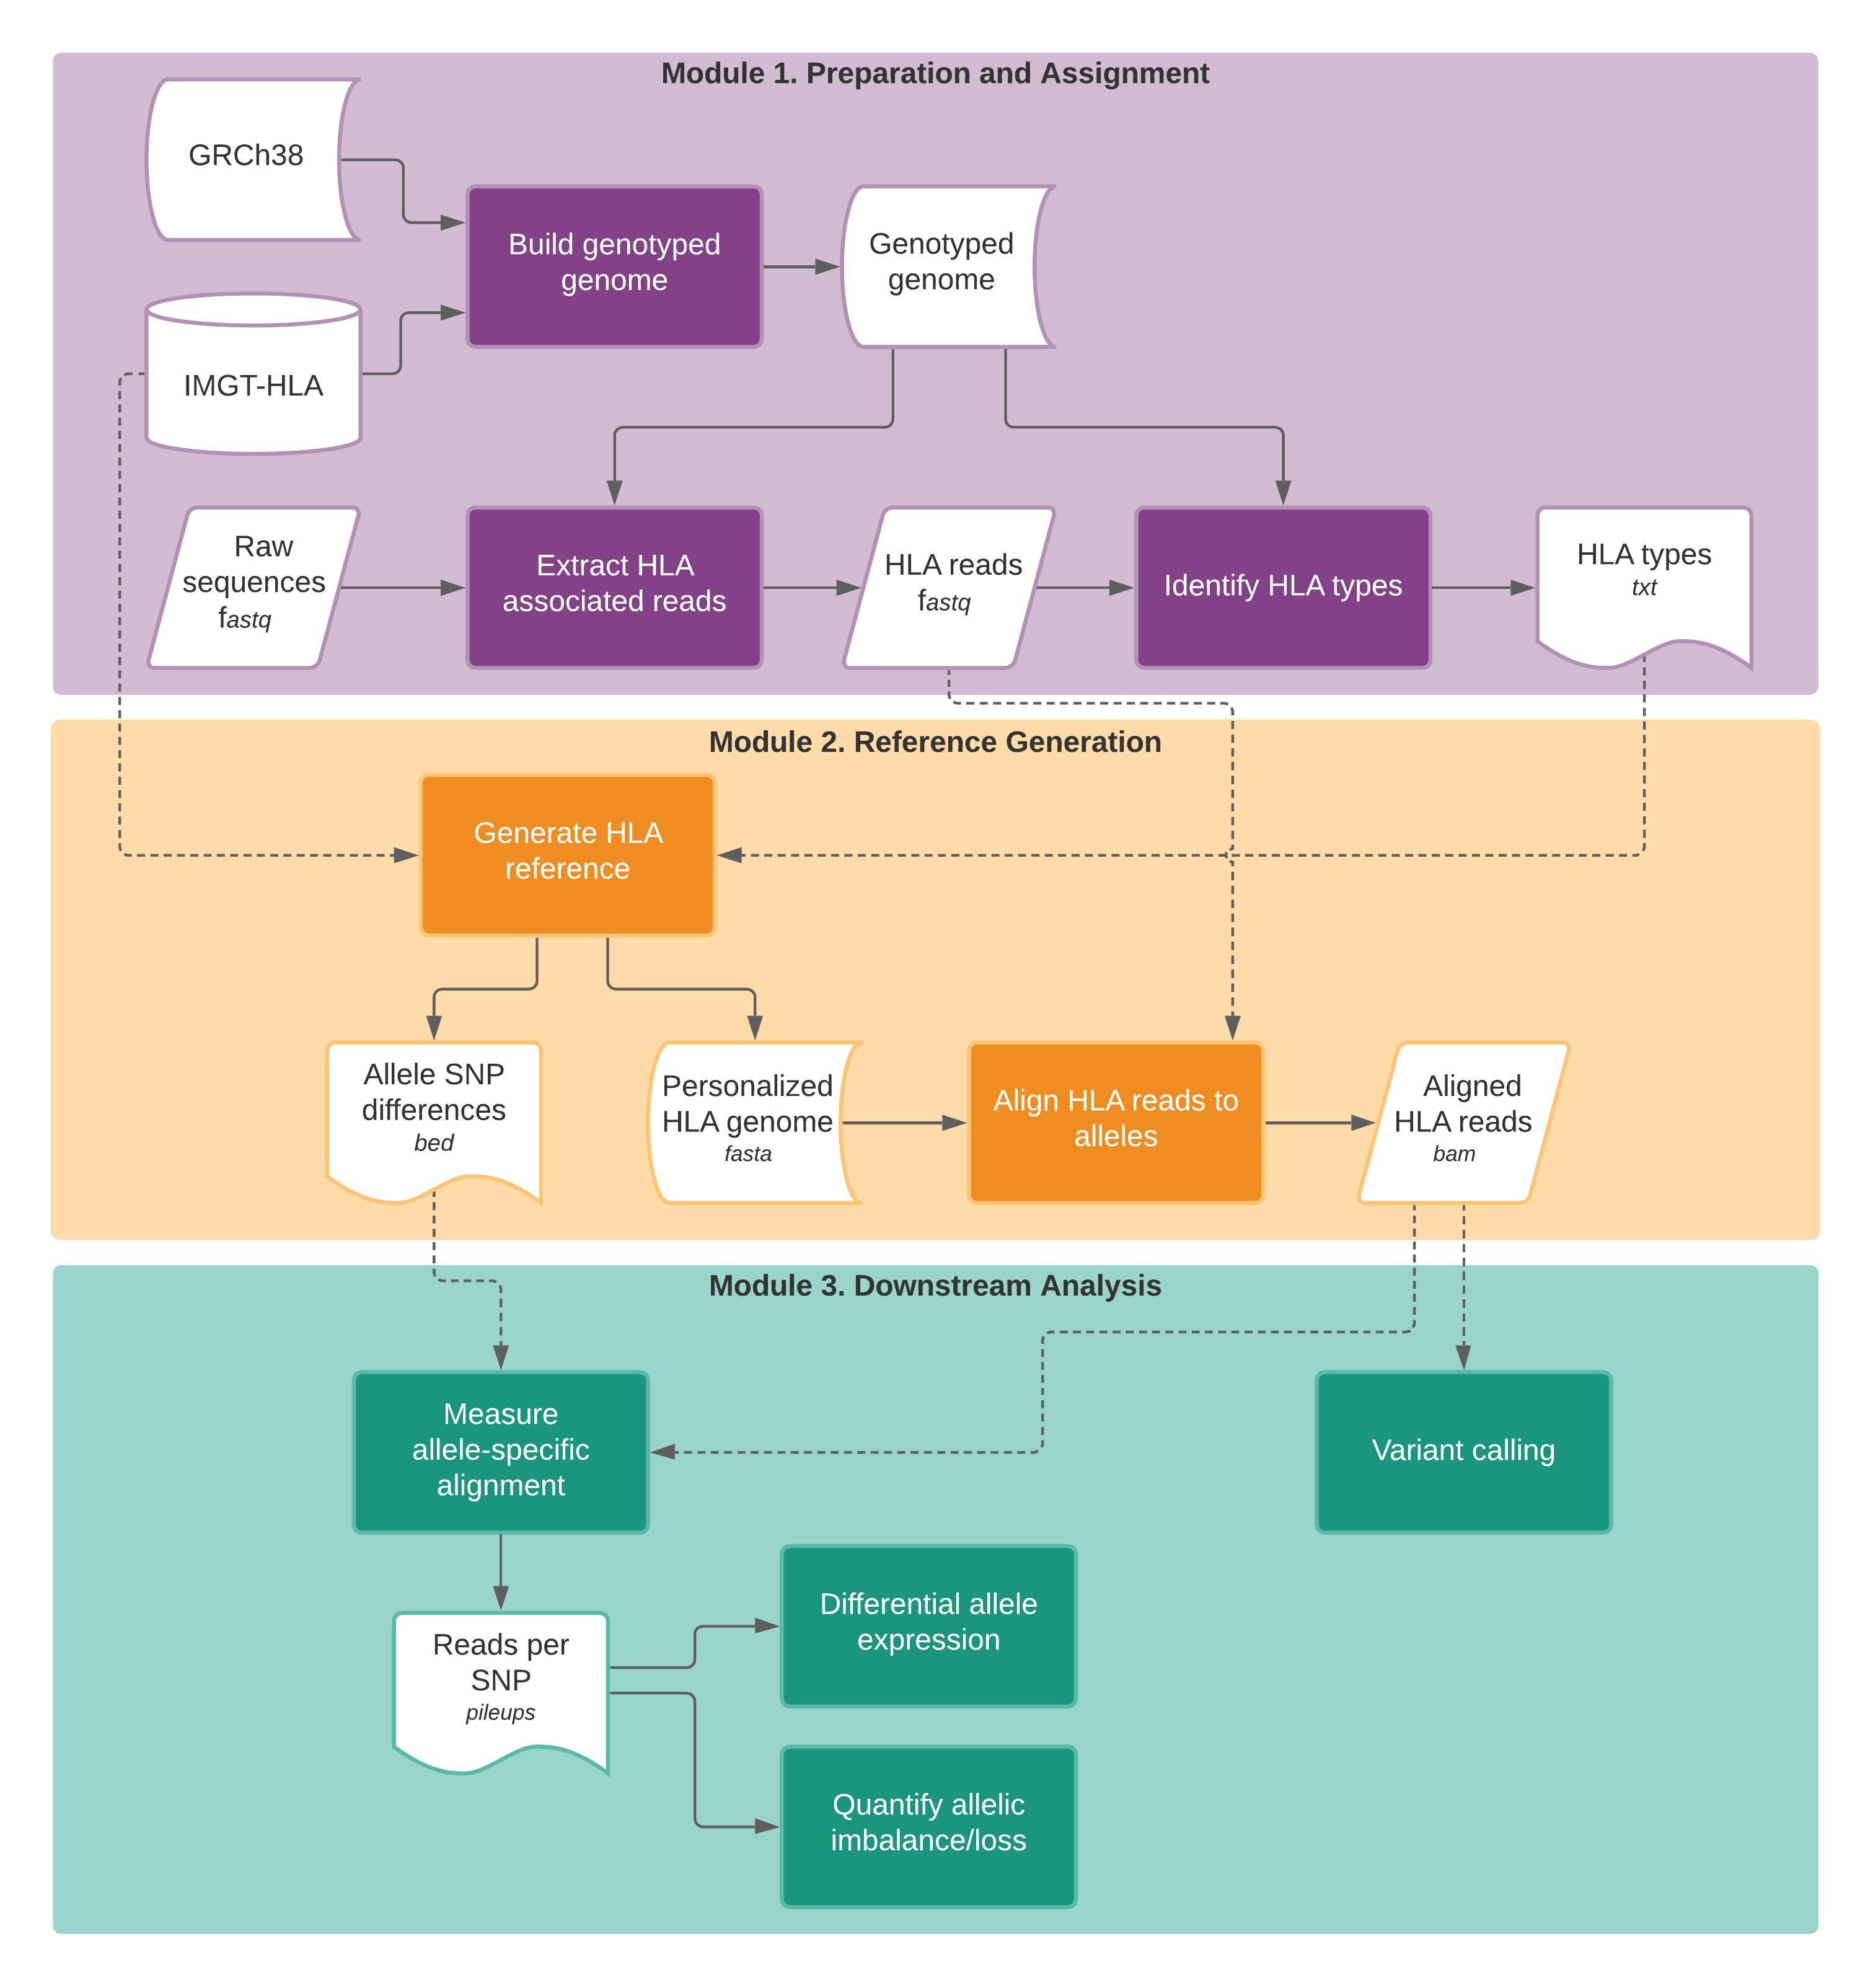 Module 1. Preparation and Assignment
GRCh38
Build genotyped
genome
Genotyped
genome
IMGT-HLA
Raw
sequences
fastq
Extract HLA
associated reads
HLA reads
fastq
Identify HLA types
HLA types
txt
Module 2. Reference Generation
Generate HLA
reference
Allele SNP
differences
bed
Personalized
HLA genome
fasta
Align HLA reads to
alleles
Aligned
HLA reads
bam
Module 3. Downstream Analysis
Measure
allele-specific
alignment
Variant calling
Reads per
SNP
pileups
Differential allele
expression
Quantify allelic
imbalance/loss